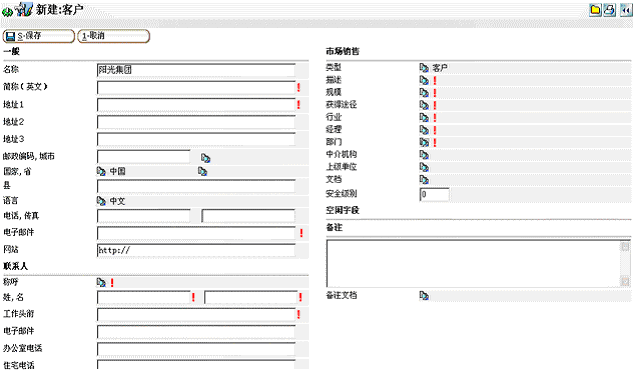 新建:客户
S-保存 1-取消
一般
名称 阳光集团
简称(英文) !
地址1 !
地址2
地址3
邮政编码,城市
国家,省 中国
县
语言 中文
电话,传真
电子邮件 !
网站 http://
联系人
称呼 !
姓,名 ! !
工作头衔 !
电子邮件
办公室电话
住宅电话
市场销售
类型 客户
描述 !
规模 !
获得途径 !
行业 !
经理 !
部门 !
中介机构
上级单位
文档
安全级别 0
空闲字段
备注
备注文档